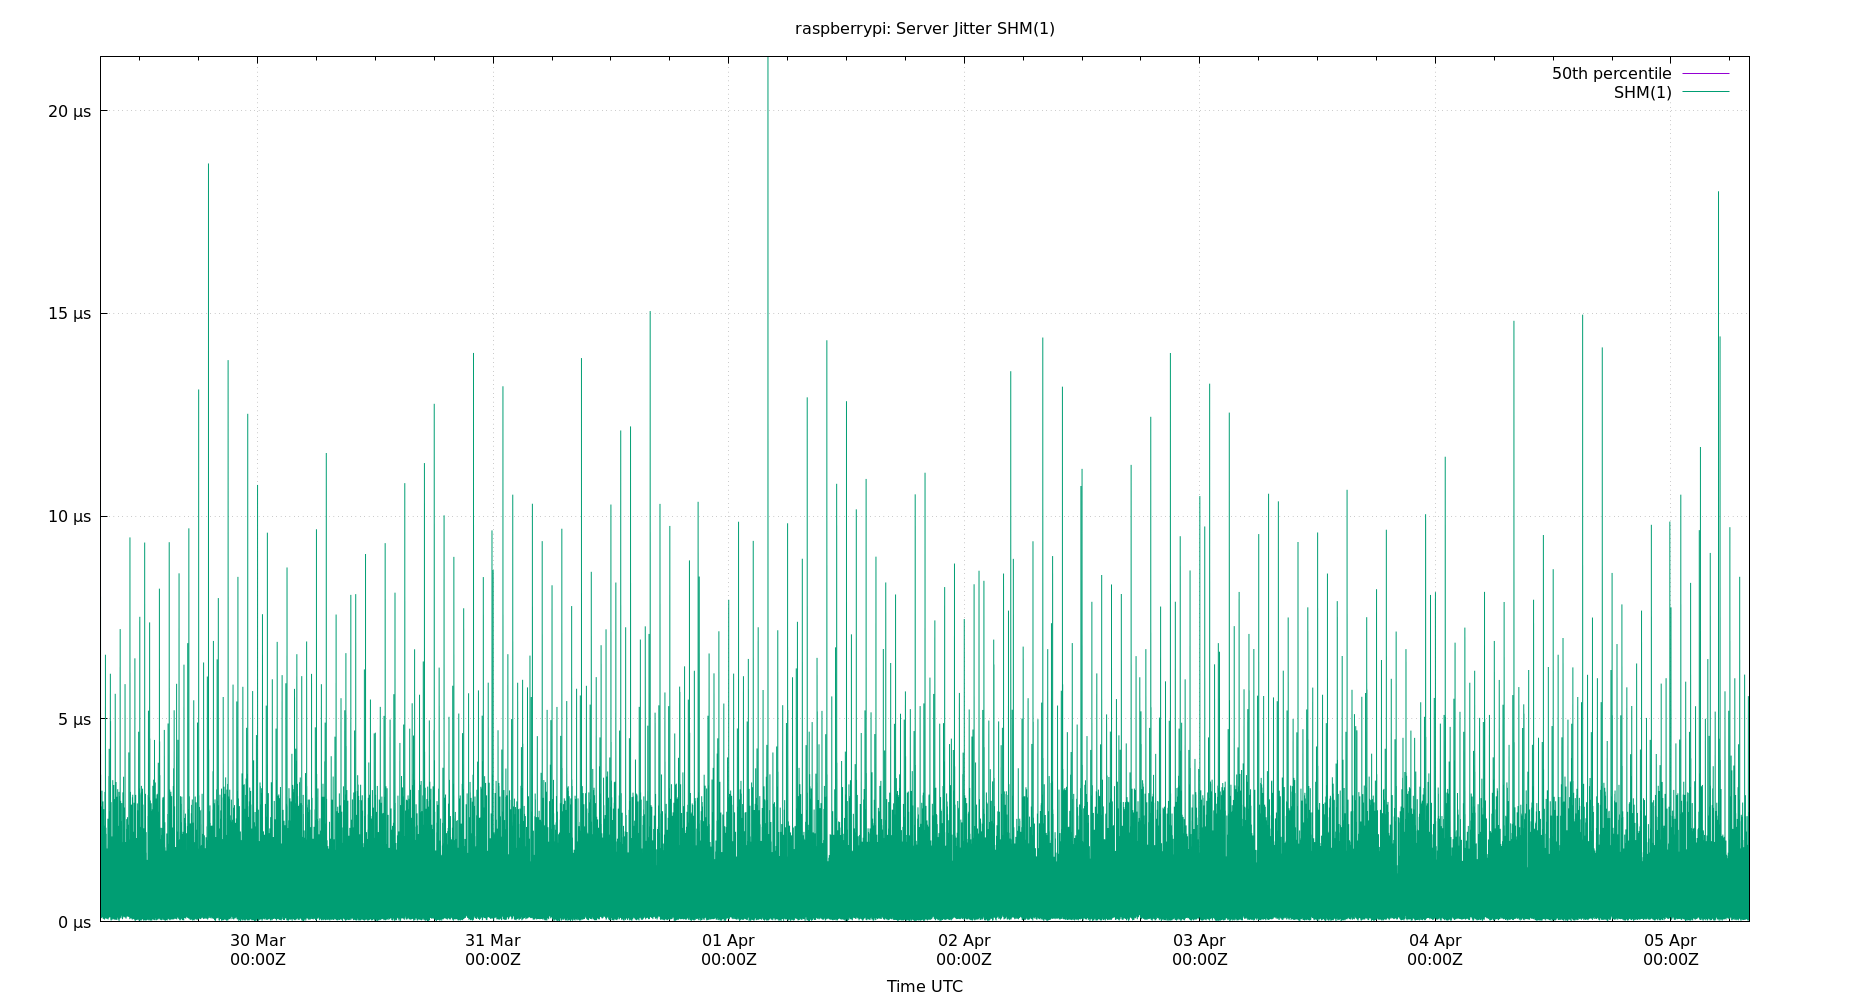 raspberrypi: Server Jitter SHM(1)
50th percentile
SHM(1)
20 µs
15 µs
10 µs
5 µs
0 µs
30 Mar 31 Mar 01 Apr 02 Apr 03 Apr 04 Apr 05 Apr
00:00Z 00:00Z 00:00Z 00:00Z 00:00Z 00:00Z 00:00Z
Time UTC